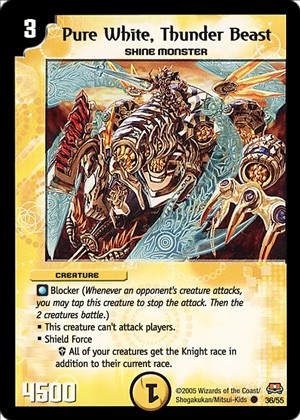 3
Pure White, Thunder Beast
SHINE MONSTER
CREATURE
Blocker (Whenever an opponent's creature attacks,
you may tap this creature to stop the attack. Then the
2 creatures battle.)
▪ This creature can't attack players.
▪ Shield Force
All of your creatures get the Knight race in
addition to their current race.
4500
1
©2005 Wizards of the Coast/
Shogakukan/Mitsui-Kids ● 36/55